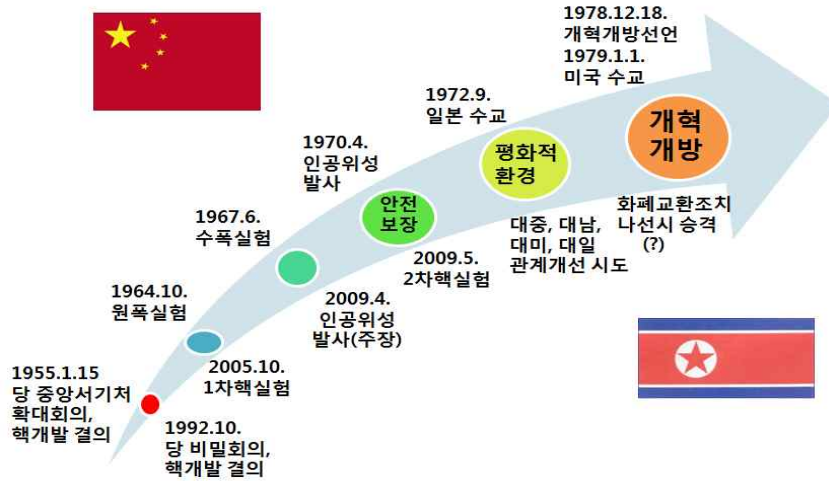 1978.12.18.
개혁개방선언
1979.1.1.
미국 수교
1972.9.
일본 수교
개혁
개방
1970.4.
인공위성
발사
평화적
환경
안전
보장
1967.6.
수폭실험
화폐교환조치
나선시 승격
(?)
대중, 대남,
대미, 대일
관계개선 시도
2009.5.
2차핵실험
1964.10.
원폭실험
2009.4.
인공위성
발사(주장)
2005.10.
1차핵실험
1955.1.15
당 중앙서기처
확대회의,
핵개발 결의
1992.10.
당 비밀회의,
핵개발 결의